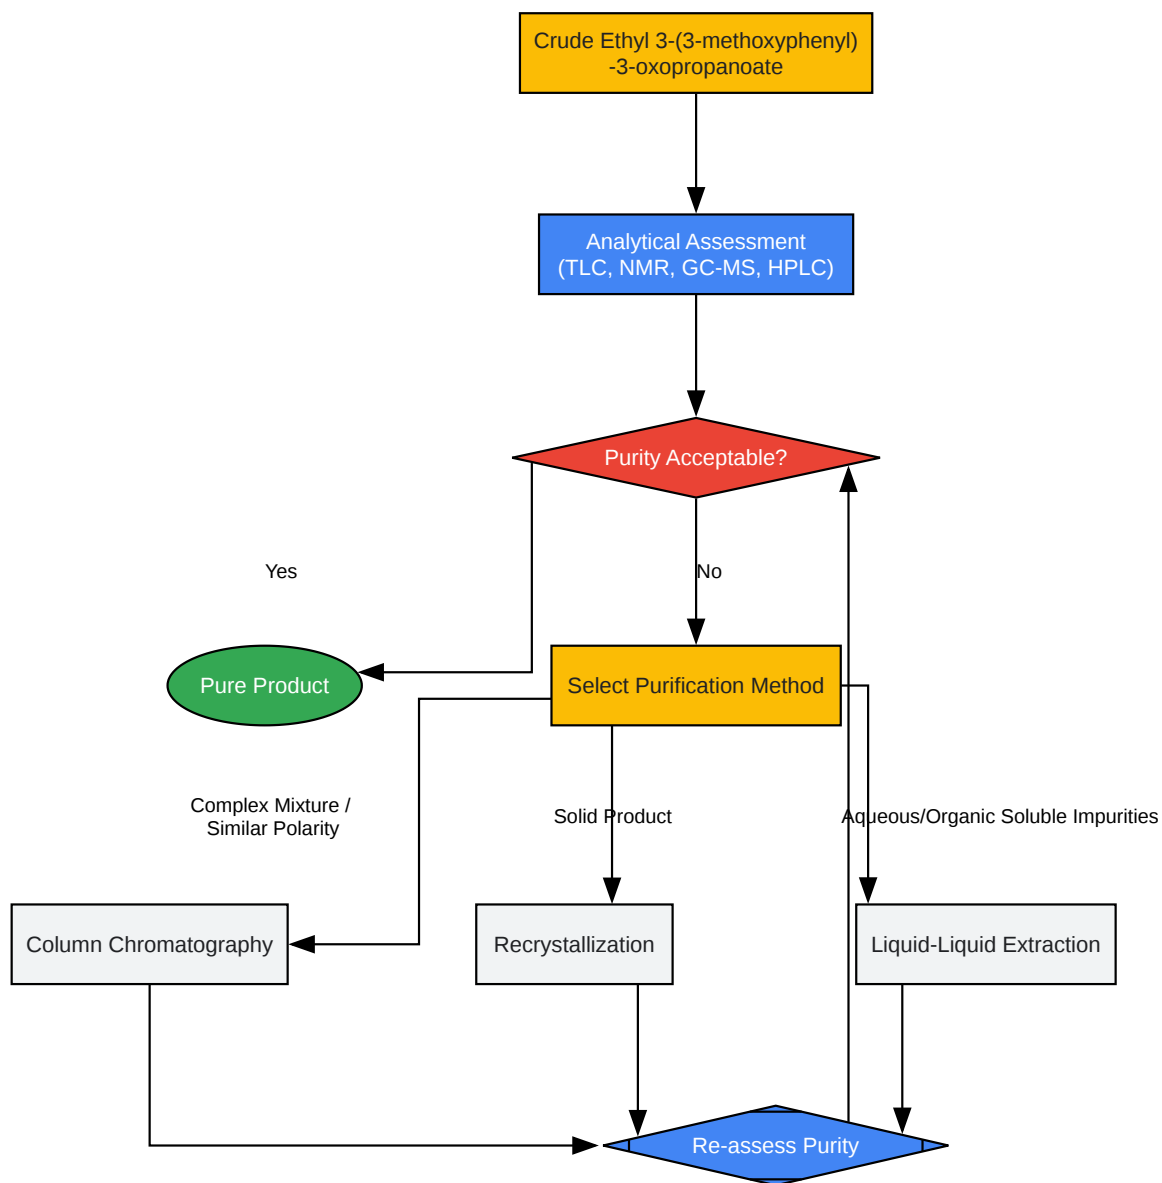 Crude Ethyl 3-(3-methoxyphenyl)
-3-oxopropanoate
Analytical Assessment
(TLC, NMR, GC-MS, HPLC)
Purity Acceptable?
Yes
No
Pure Product
Select Purification Method
Complex Mixture /
Similar Polarity
Solid Product
Aqueous/Organic Soluble Impurities
Column Chromatography
Recrystallization
Liquid-Liquid Extraction
Re-assess Purity